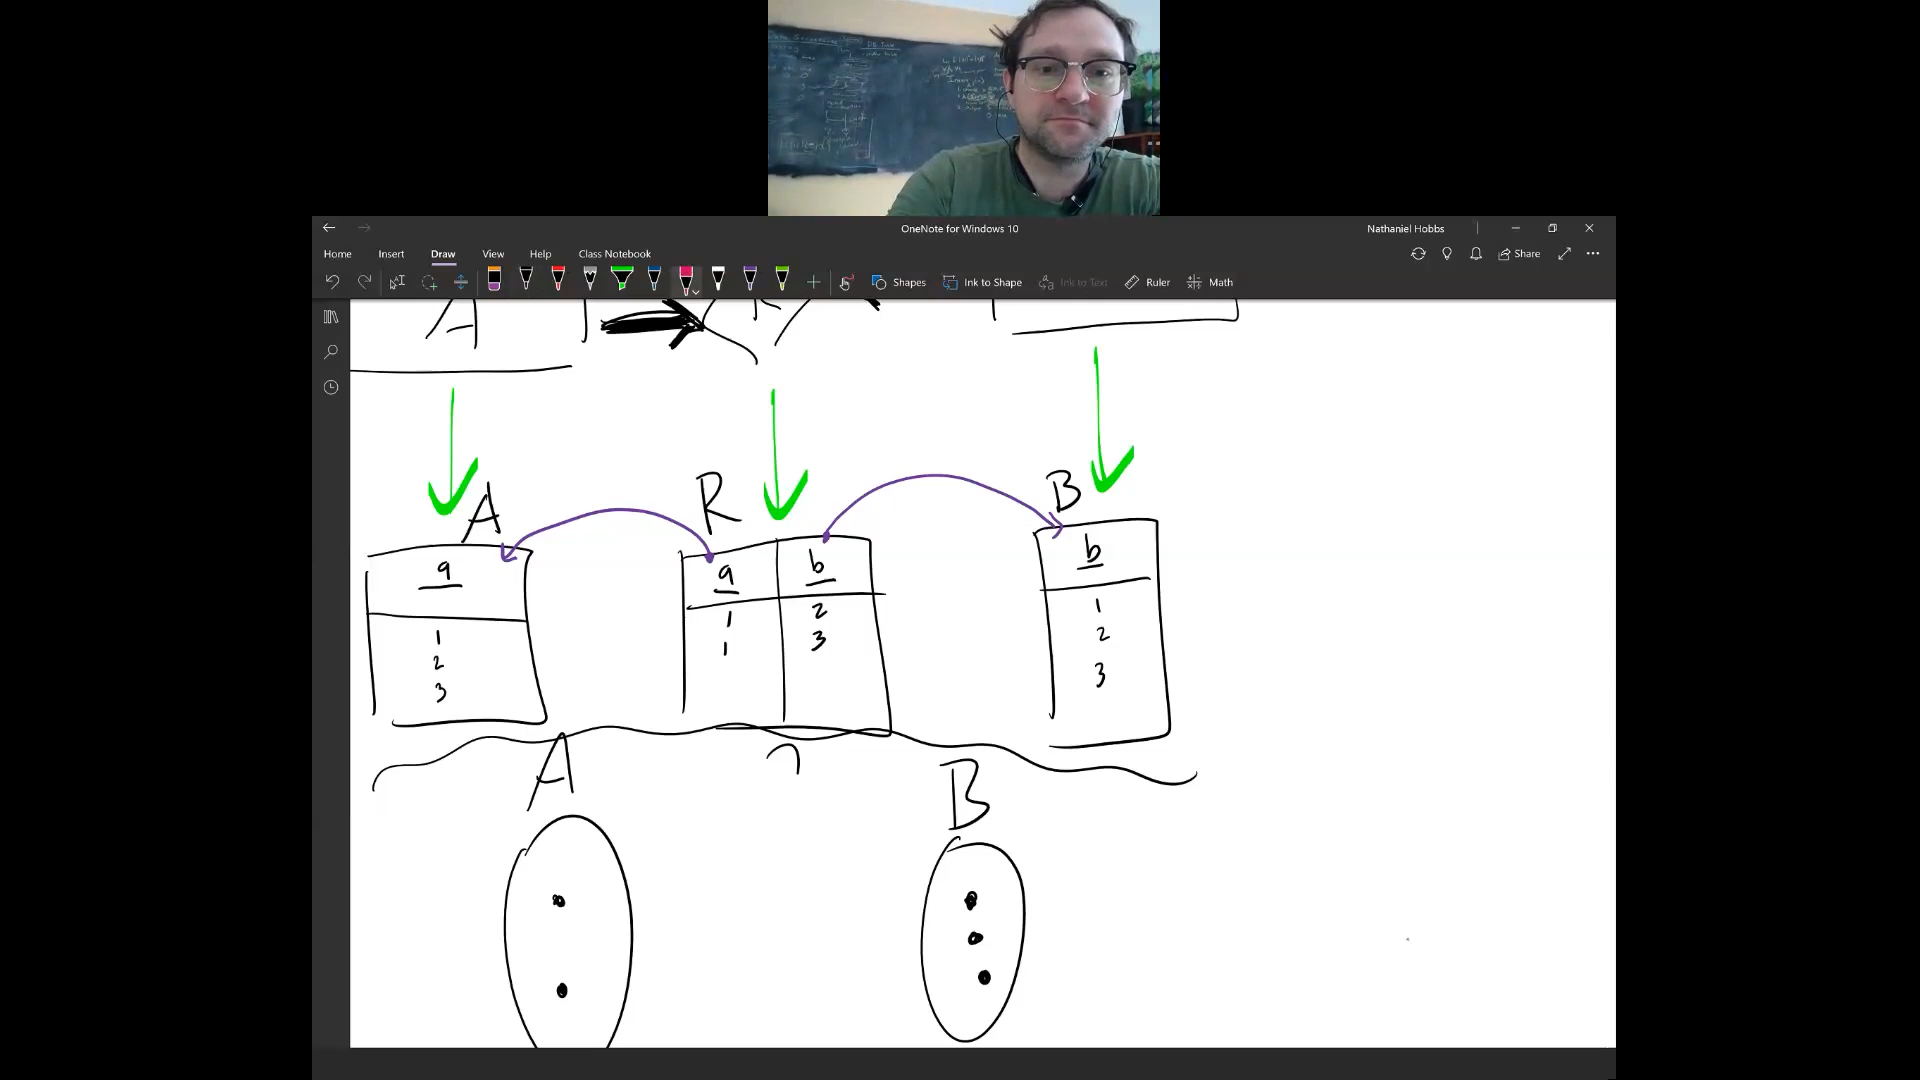 OneNote for Windows 10
Nathaniel Hobbs
Home Insert Draw View Help Class Notebook
Share
Shapes Ink to Shape Ink to Text Ruler Math
A
A R B
a a b b
1 1 2 1
2 1 3 2
3 3
A B